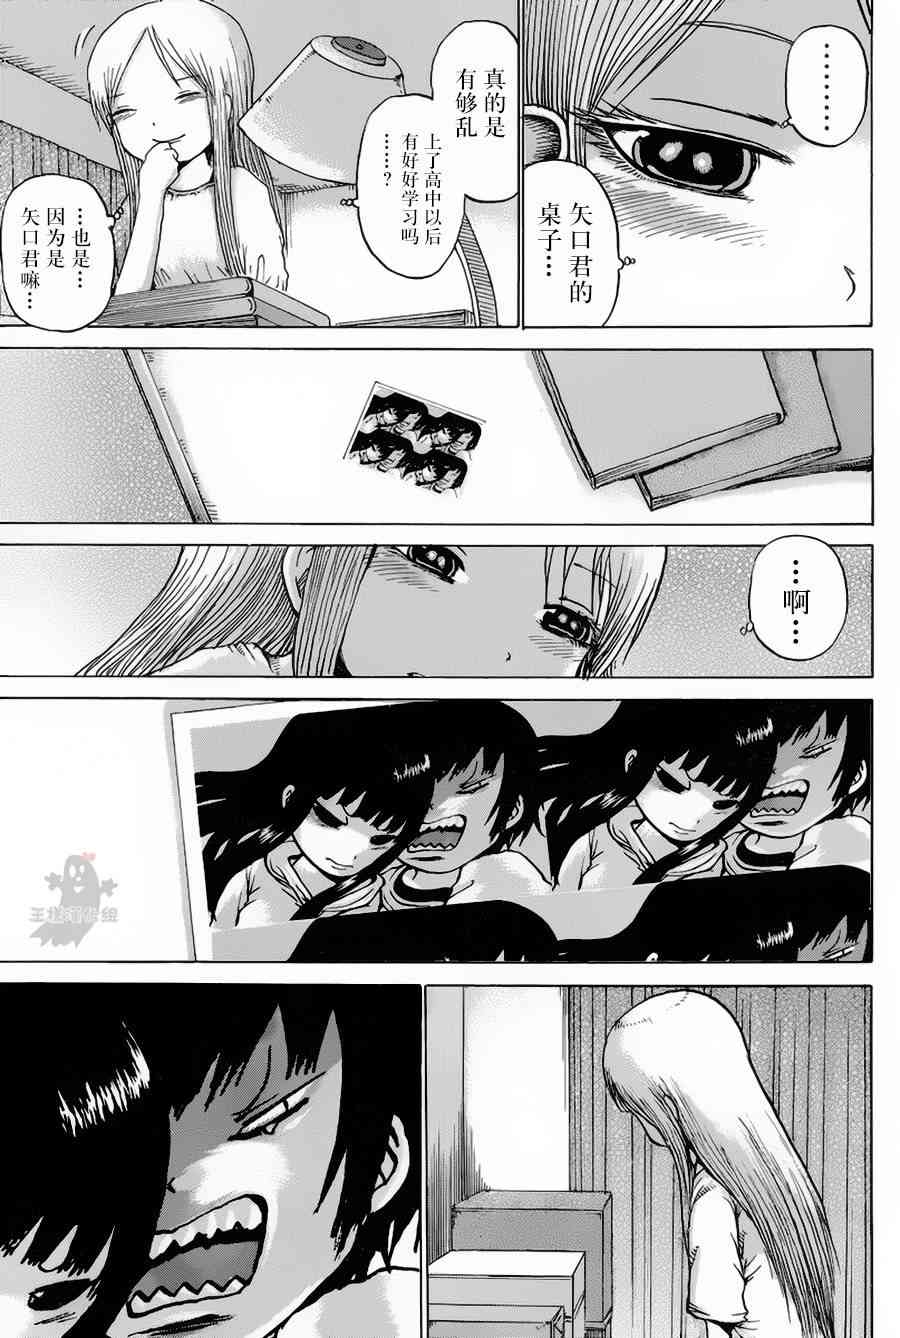 ………
矢口君的
桌子…
真的是
有够乱
上了高中以后
有好好学习吗
……?
…也是…
因为是
矢口君嘛…
…啊…